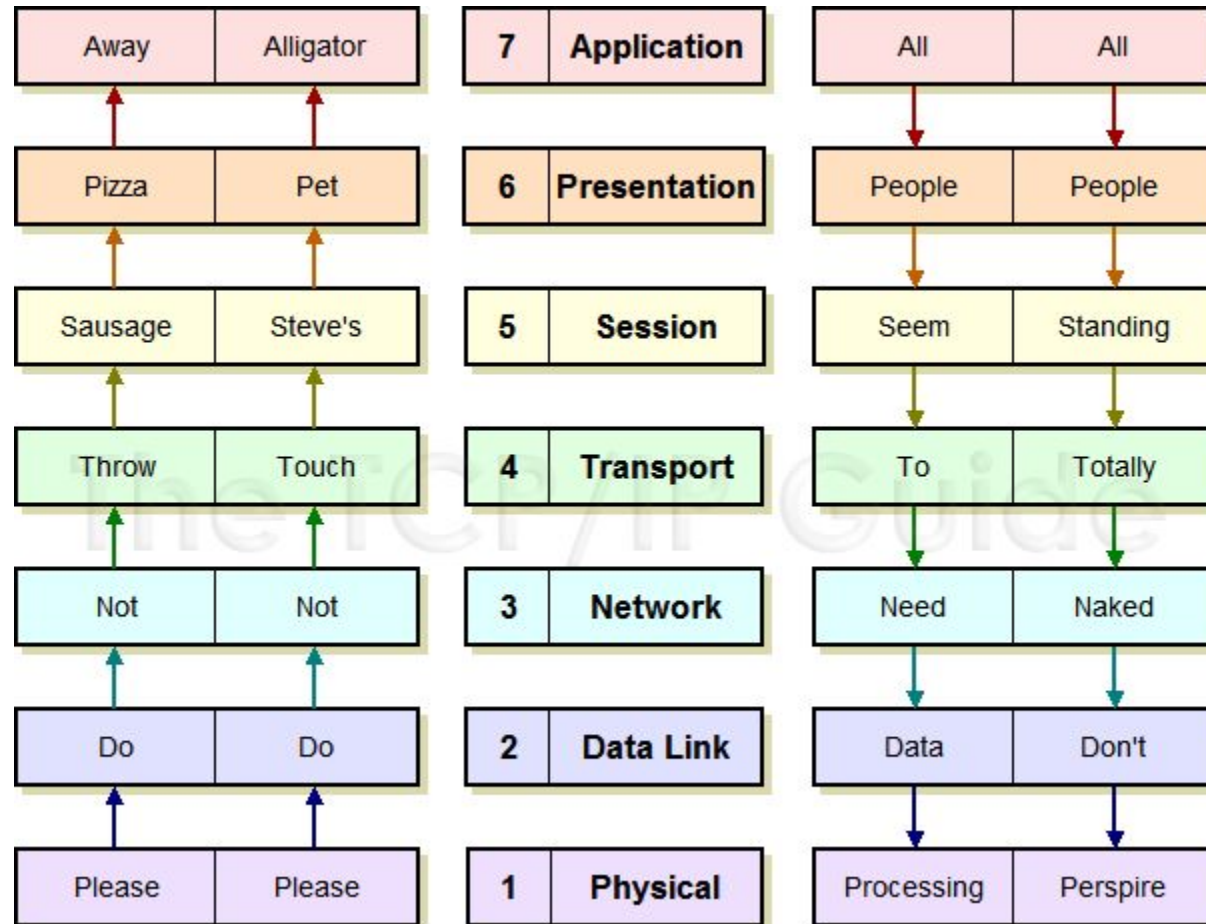 Away Alligator 7 Application All All
Pizza Pet 6 Presentation People People
Sausage Steve's 5 Session Seem Standing
Throw Touch 4 Transport To Totally
The TCP/IP Guide
Not Not 3 Network Need Naked
Do Do 2 Data Link Data Don't
Please Please 1 Physical Processing Perspire